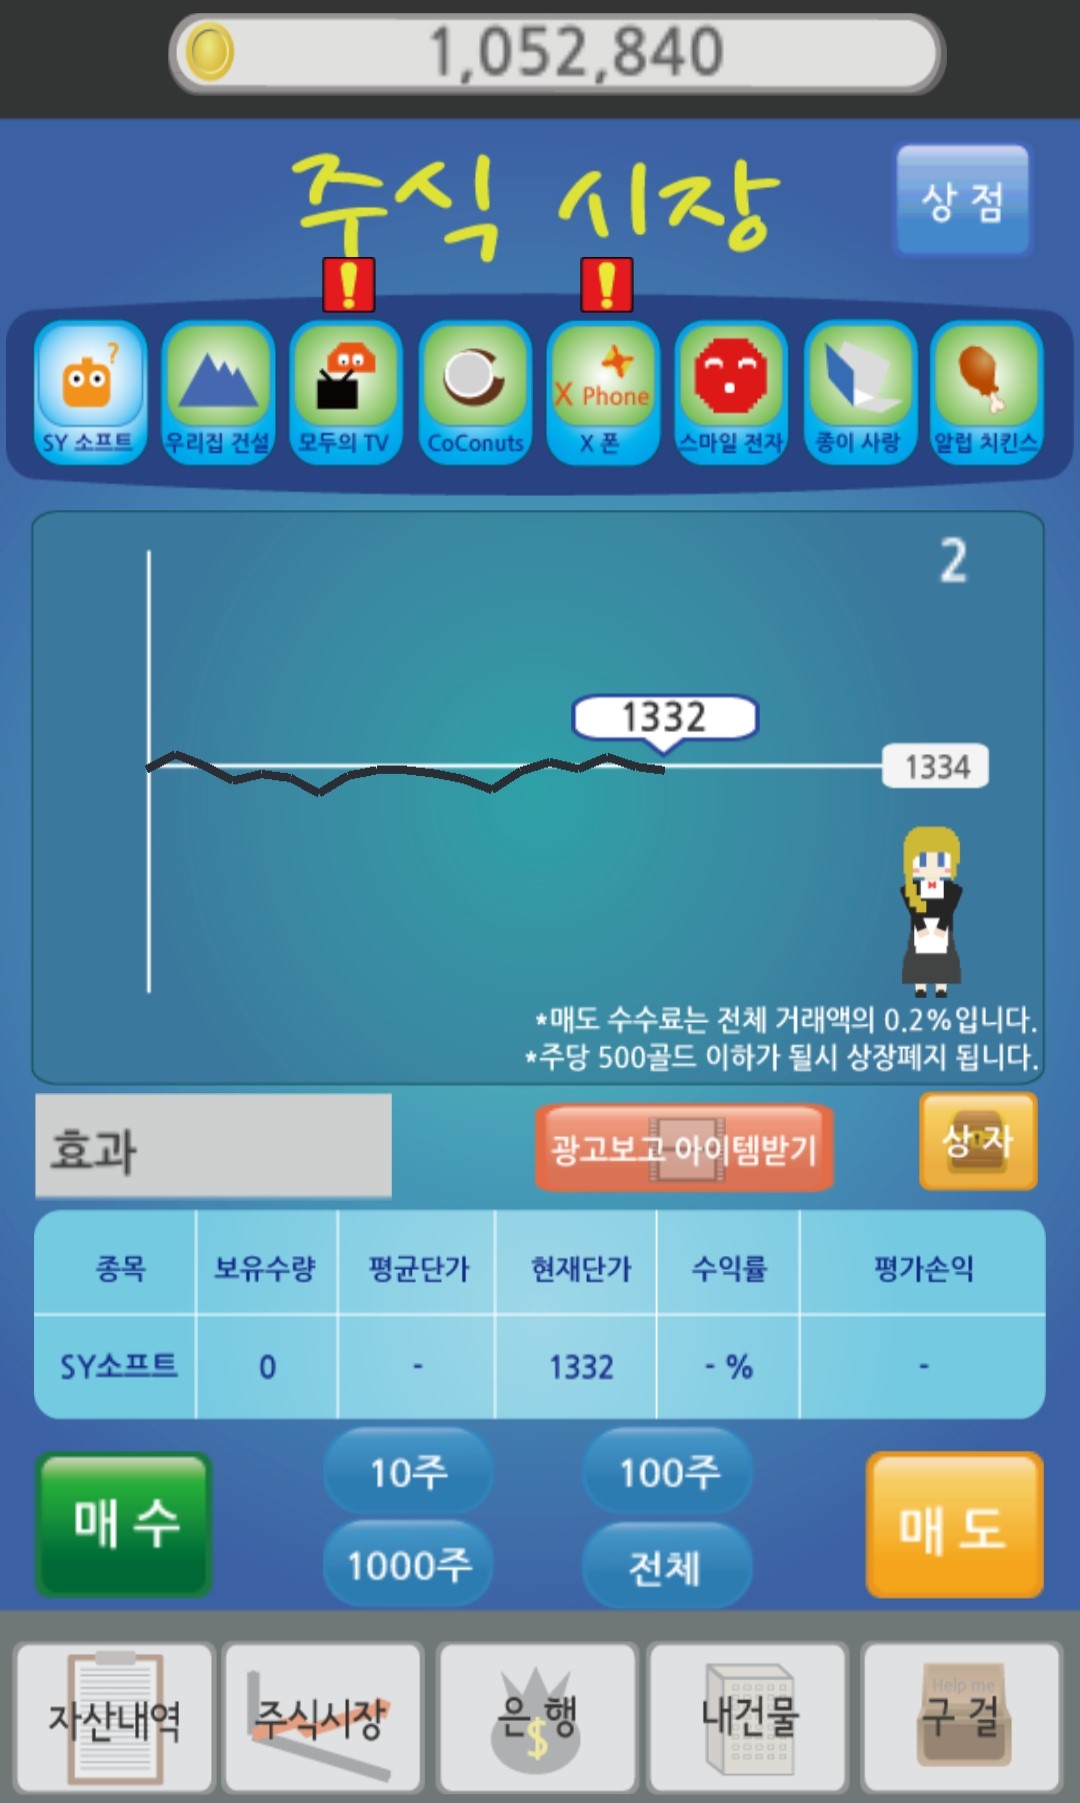 1,052,840
주식 시장
상 점
!
!
?
X Phone
SY 소프트
우리집 건설
모두의 TV
CoConuts
X 폰
스마일 전자
종이 사랑
알럽 치킨스
2
1332
1334
*매도 수수료는 전체 거래액의 0.2%입니다.
*주당 500골드 이하가 될시 상장폐지 됩니다.
효과
광고보고 아이템받기
상 자
종목 보유수량 평균단가 현재단가 수익률 평가손익
SY소프트 0 - 1332 - % -
매 수
10주
100주
1000주
전체
매 도
자산내역
주식시장
은 행
$
내건물
Help me
구 걸